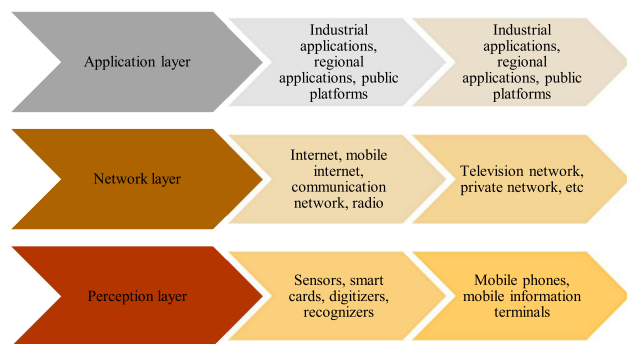 Application layer
Industrial
applications,
regional
applications, public
platforms
Industrial
applications,
regional
applications, public
platforms
Network layer
Internet, mobile
internet,
communication
network, radio
Television network,
private network, etc
Perception layer
Sensors, smart
cards, digitizers,
recognizers
Mobile phones,
mobile information
terminals